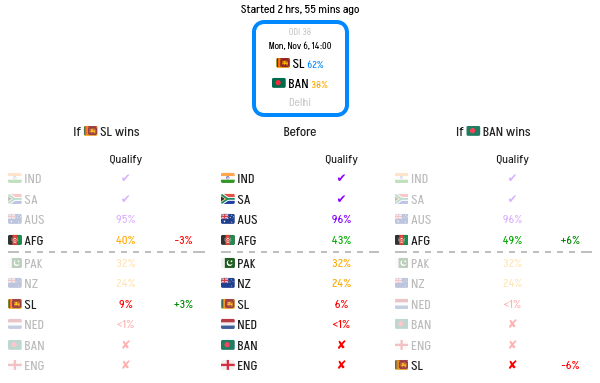 Started 2 hrs, 55 mins ago
ODI 38
Mon, Nov 6, 14:00
SL 62%
BAN 38%
Delhi
If SL wins
Qualify
IND ✔
SA ✔
AUS 95%
AFG 40% -3%
PAK 32%
NZ 24%
SL 9% +3%
NED <1%
BAN ✘
ENG ✘
Before
Qualify
IND ✔
SA ✔
AUS 96%
AFG 43%
PAK 32%
NZ 24%
SL 6%
NED <1%
BAN ✘
ENG ✘
If BAN wins
Qualify
IND ✔
SA ✔
AUS 96%
AFG 49% +6%
PAK 32%
NZ 24%
NED <1%
BAN ✘
ENG ✘
SL ✘ -6%